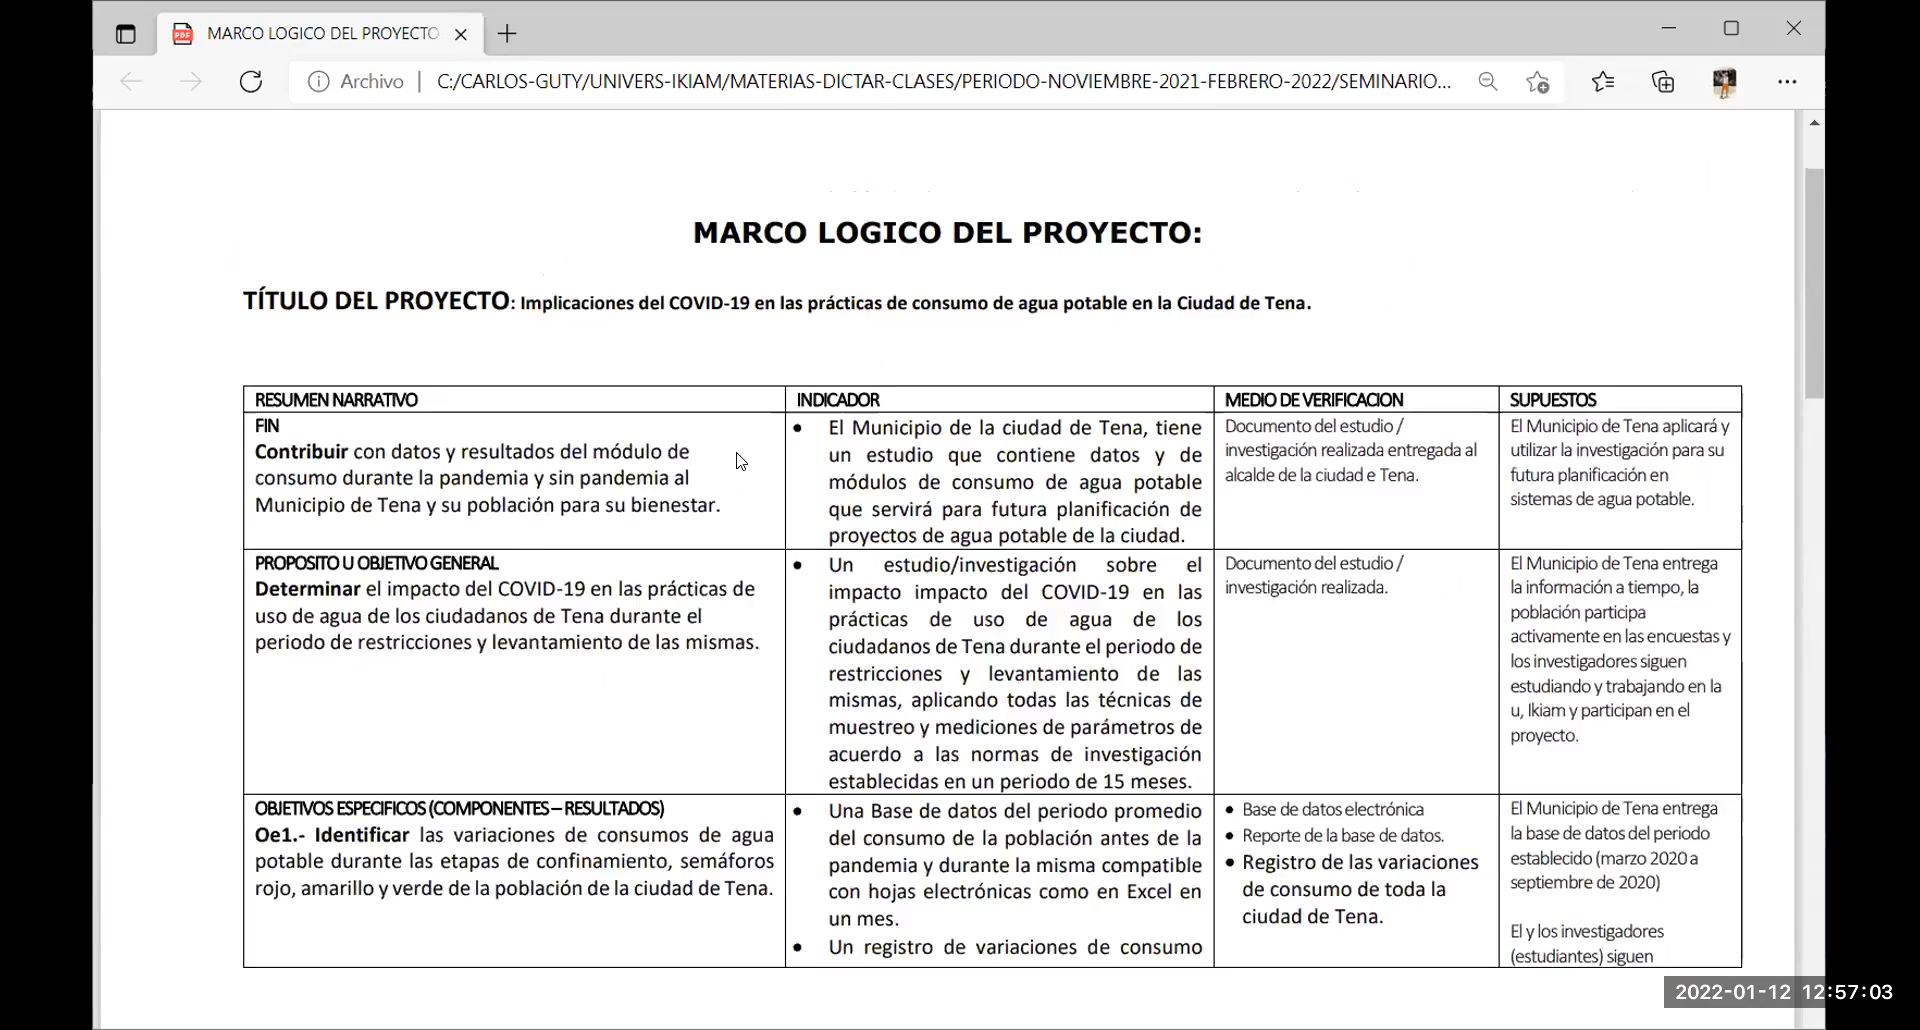 MARCO LOGICO DEL PROYECTO
Archivo
C:/CARLOS-GUTY/UNIVERS-IKIAM/MATERIAS-DICTAR-CLASES/PERIODO-NOVIEMBRE-2021-FEBRERO-2022/SEMINARIO...
MARCO LOGICO DEL PROYECTO:
TÍTULO DEL PROYECTO: Implicaciones del COVID-19 en las prácticas de consumo de agua potable en la Ciudad de Tena.
RESUMEN NARRATIVO
INDICADOR
MEDIO DE VERIFICACION
SUPUESTOS
FIN
Contribuir con datos y resultados del módulo de
consumo durante la pandemia y sin pandemia al
Municipio de Tena y su población para su bienestar.
• El Municipio de la ciudad de Tena, tiene
un estudio que contiene datos y de
módulos de consumo de agua potable
que servirá para futura planificación de
proyectos de agua potable de la ciudad.
Documento del estudio /
investigación realizada entregada al
alcalde de la ciudad e Tena.
El Municipio de Tena aplicará y
utilizar la investigación para su
futura planificación en
sistemas de agua potable.
PROPOSITO U OBJETIVO GENERAL
Determinar el impacto del COVID-19 en las prácticas de
uso de agua de los ciudadanos de Tena durante el
periodo de restricciones y levantamiento de las mismas.
• Un estudio/investigación sobre el
impacto impacto del COVID-19 en las
prácticas de uso de agua de los
ciudadanos de Tena durante el periodo de
restricciones y levantamiento de las
mismas, aplicando todas las técnicas de
muestreo y mediciones de parámetros de
acuerdo a las normas de investigación
establecidas en un periodo de 15 meses.
Documento del estudio /
investigación realizada.
El Municipio de Tena entrega
la información a tiempo, la
población participa
activamente en las encuestas y
los investigadores siguen
estudiando y trabajando en la
u, Ikiam y participan en el
proyecto.
OBJETIVOS ESPECIFICOS (COMPONENTES – RESULTADOS)
Oe1.- Identificar las variaciones de consumos de agua
potable durante las etapas de confinamiento, semáforos
rojo, amarillo y verde de la población de la ciudad de Tena.
• Una Base de datos del periodo promedio
del consumo de la población antes de la
pandemia y durante la misma compatible
con hojas electrónicas como en Excel en
un mes.
• Un registro de variaciones de consumo
• Base de datos electrónica
• Reporte de la base de datos.
• Registro de las variaciones
de consumo de toda la
ciudad de Tena.
El Municipio de Tena entrega
la base de datos del periodo
establecido (marzo 2020 a
septiembre de 2020)
El y los investigadores
(estudiantes) siguen
2022-01-12 12:57:03